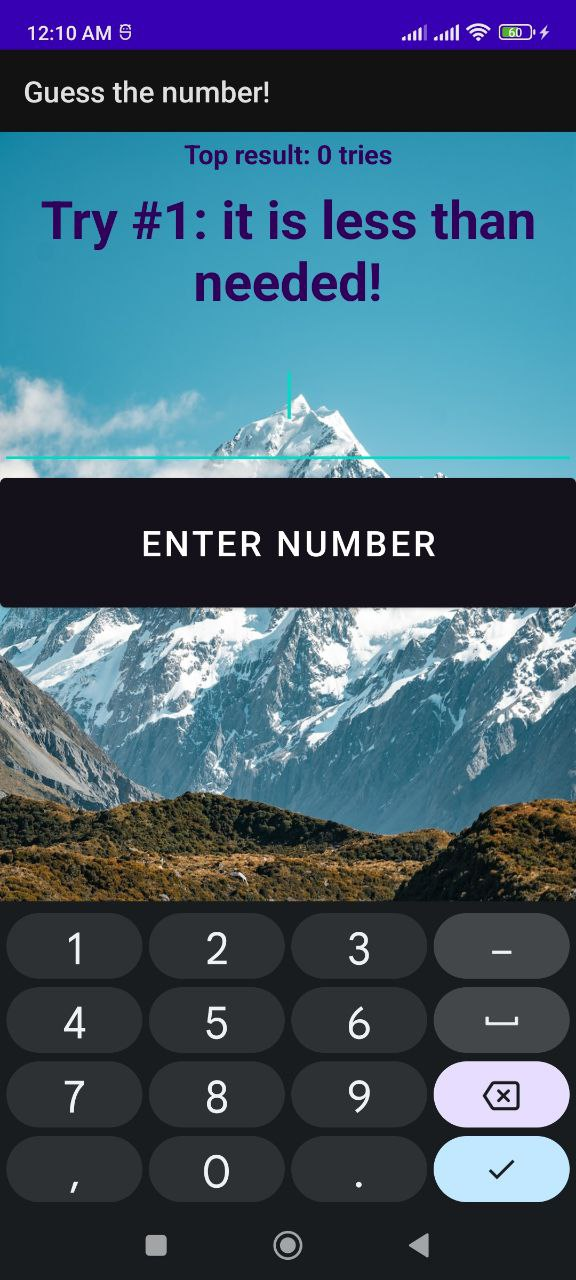 12:10 AM
60
Guess the number!
Top result: 0 tries
Try #1: it is less than
needed!
ENTER NUMBER
1 2 3 –
4 5 6
7 8 9
, 0 .